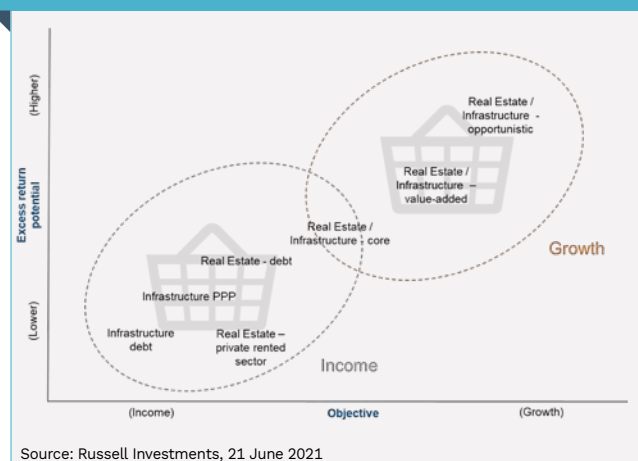 Excess return
potential
(Higher)
(Lower)
Real Estate /
Infrastructure -
opportunistic
Real Estate /
Infrastructure –
value-added
Real Estate /
Infrastructure - core
Real Estate - debt
Infrastructure PPP
Infrastructure
debt
Real Estate –
private rented
sector
Growth
Income
(Income)
Objective
(Growth)
Source: Russell Investments, 21 June 2021